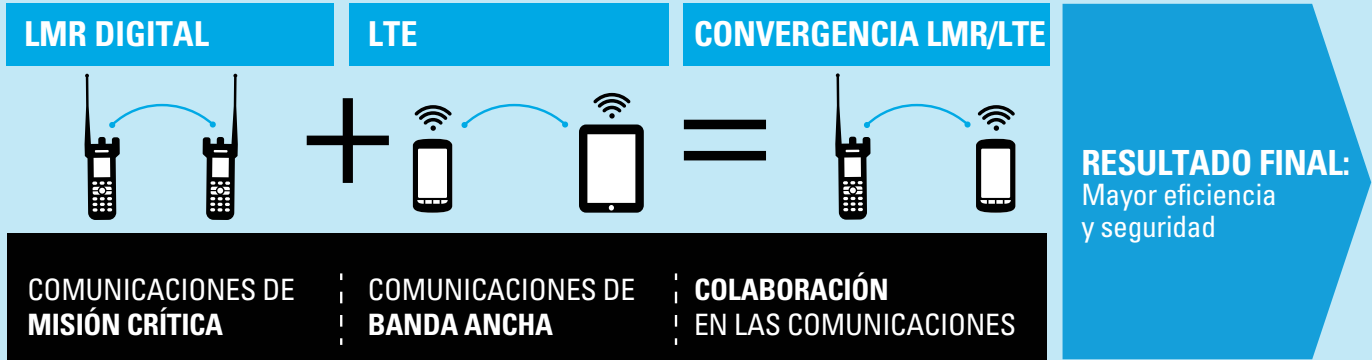 LMR DIGITAL
LTE
CONVERGENCIA LMR/LTE
RESULTADO FINAL:
Mayor eficiencia
y seguridad
COMUNICACIONES DE
MISIÓN CRÍTICA
COMUNICACIONES DE
BANDA ANCHA
COLABORACIÓN
EN LAS COMUNICACIONES